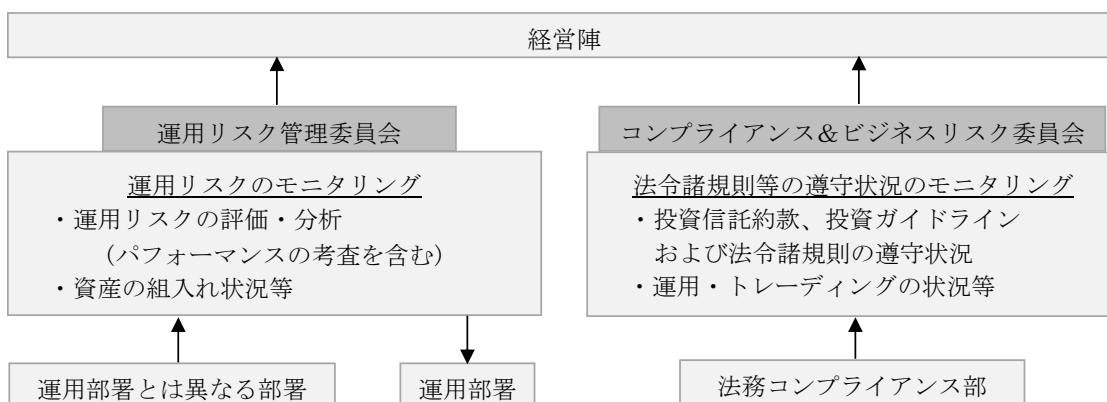 経営陣
運用リスク管理委員会
運用リスクのモニタリング
・運用リスクの評価・分析
(パフォーマンスの考査を含む)
・資産の組入れ状況等
運用部署とは異なる部署
運用部署
コンプライアンス&ビジネスリスク委員会
法令諸規則等の遵守状況のモニタリング
・投資信託約款、投資ガイドライン
および法令諸規則の遵守状況
・運用・トレーディングの状況等
法務コンプライアンス部